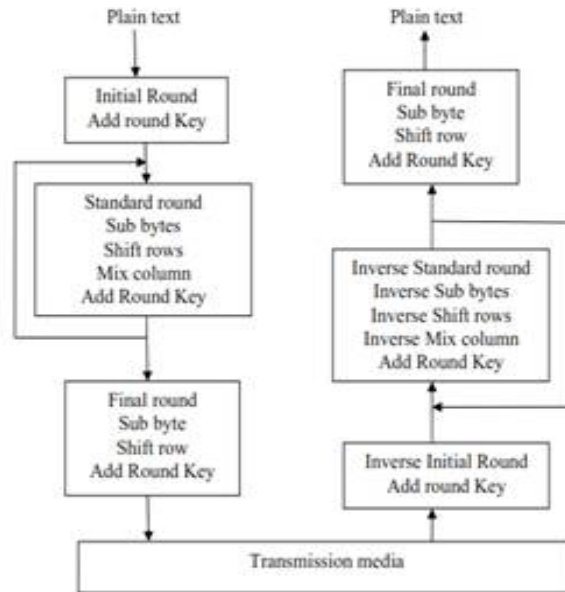 Plain text
Initial Round
Add round Key
Standard round
Sub bytes
Shift rows
Mix column
Add Round Key
Final round
Sub byte
Shift row
Add Round Key
Plain text
Final round
Sub byte
Shift row
Add Round Key
Inverse Standard round
Inverse Sub bytes
Inverse Shift rows
Inverse Mix column
Add Round Key
Inverse Initial Round
Add round Key
Transmission media